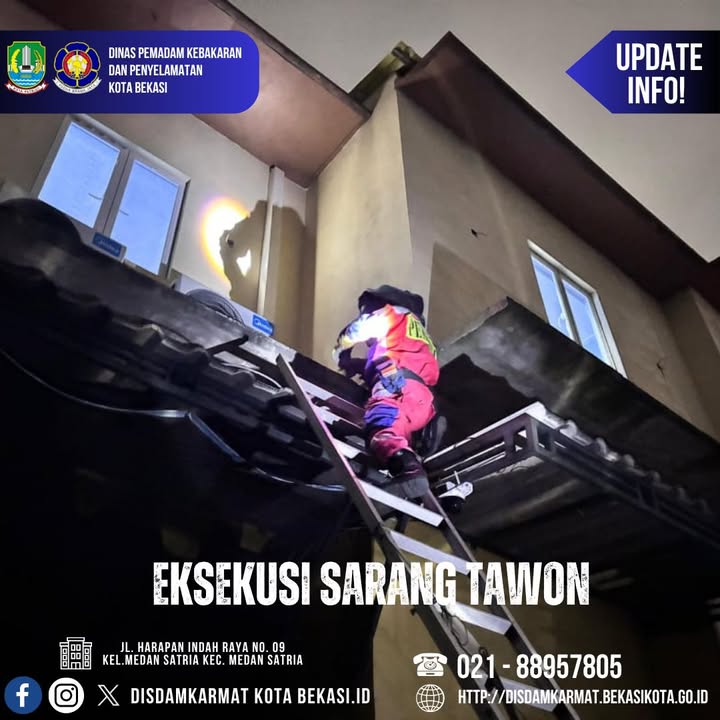 DINAS PEMADAM KEBAKARAN
DAN PENYELAMATAN
KOTA BEKASI
UPDATE
INFO!
EKSEKUSI SARANG TAWON
JL. HARAPAN INDAH RAYA NO. 09
KEL.MEDAN SATRIA KEC. MEDAN SATRIA
021 - 88957805
DISDAMKARMAT KOTA BEKASI.ID
HTTP://DISDAMKARMAT.BEKASIKOTA.GO.ID